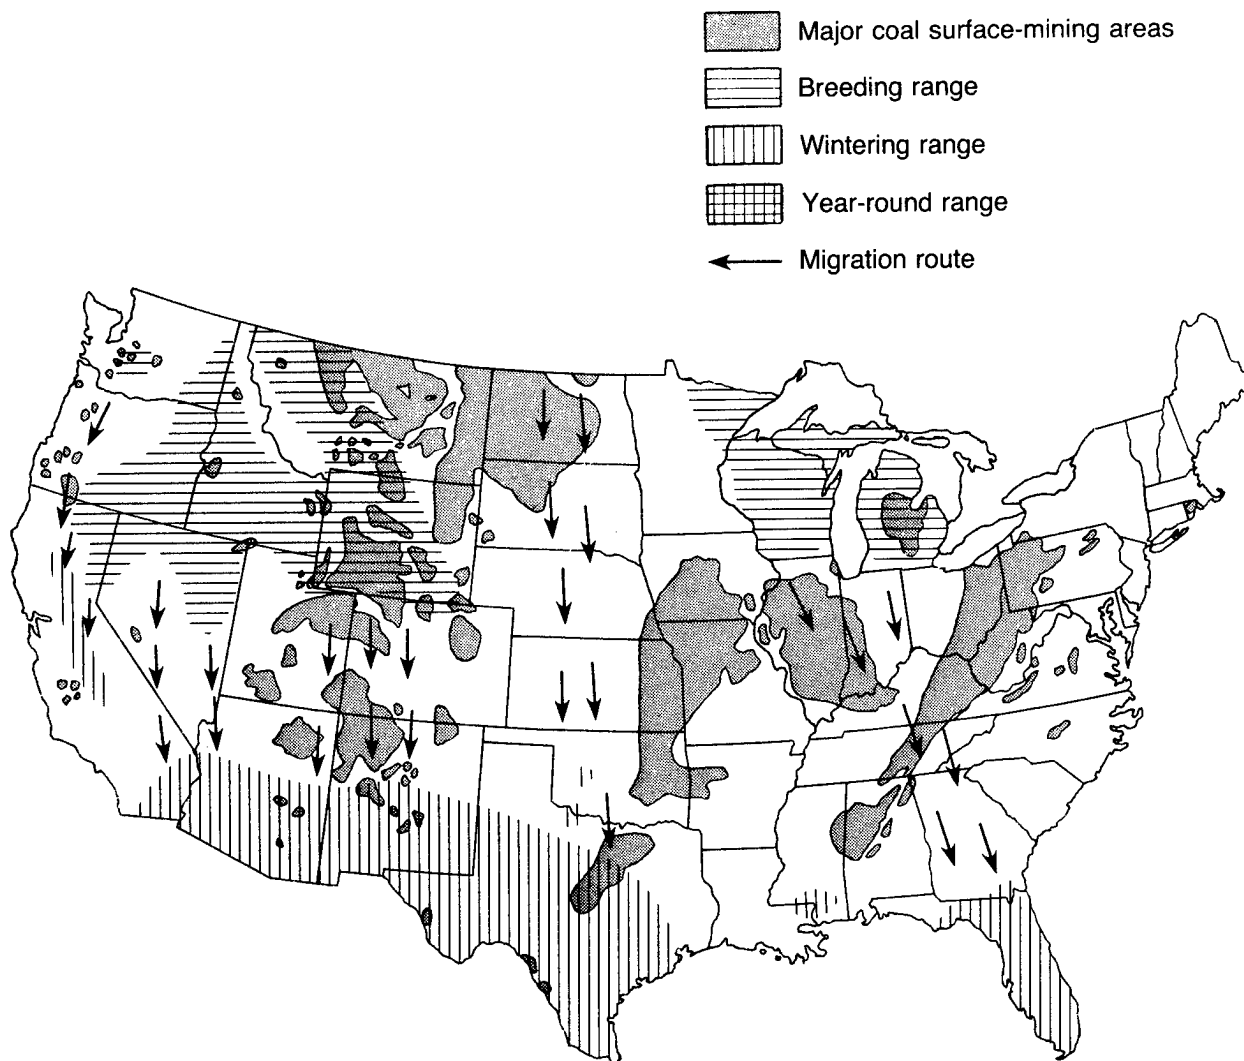 Major coal surface-mining areas
Breeding range
Wintering range
Year-round range
Migration route